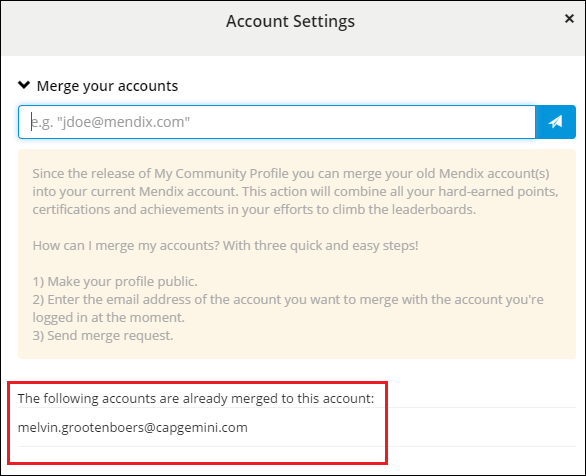 Account Settings
×
Merge your accounts
e.g. "jdoe@mendix.com"
Since the release of My Community Profile you can merge your old Mendix account(s)
into your current Mendix account. This action will combine all your hard-earned points,
certifications and achievements in your efforts to climb the leaderboards.
How can I merge my accounts? With three quick and easy steps!
1) Make your profile public.
2) Enter the email address of the account you want to merge with the account you're
logged in at the moment.
3) Send merge request.
The following accounts are already merged to this account:
melvin.grootenboers@capgemini.com